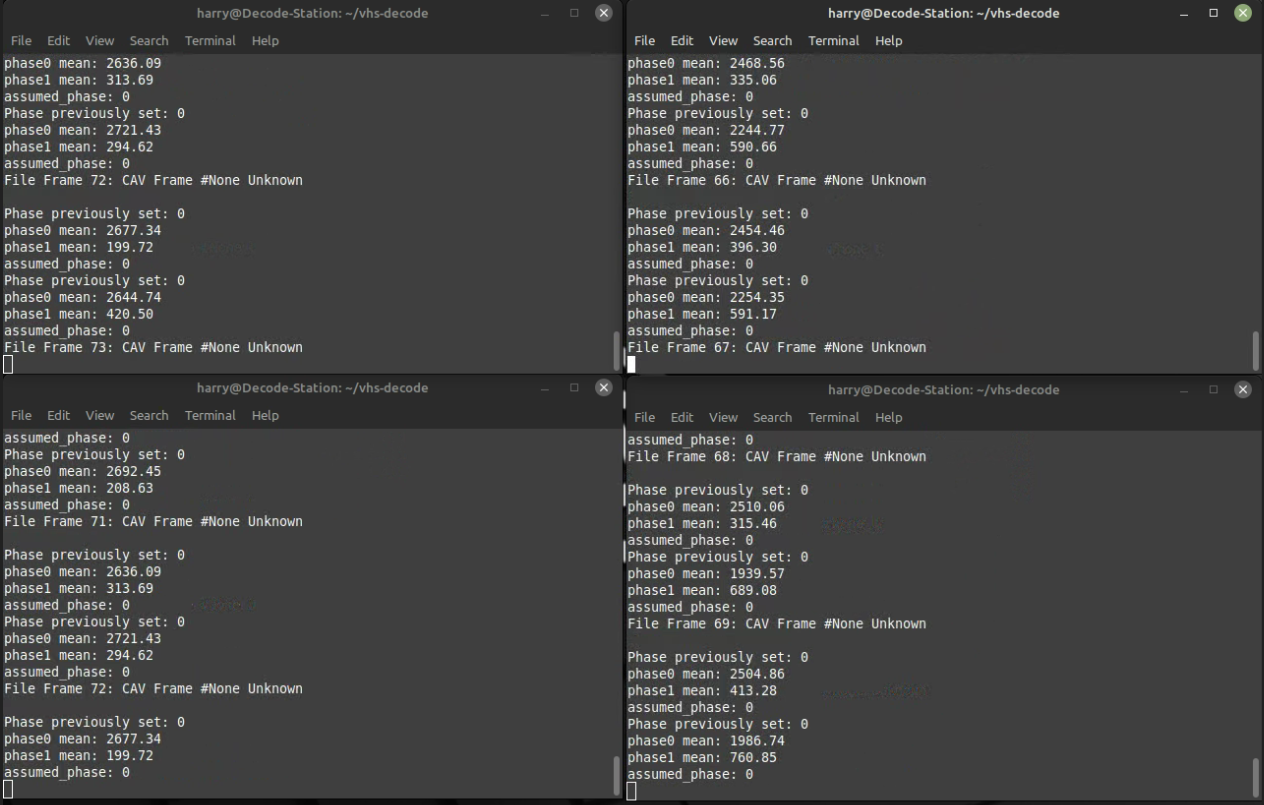 harry@Decode-Station: ~/vhs-decode
File Edit View Search Terminal Help
phase0 mean: 2636.09
phase1 mean: 313.69
assumed_phase: 0
Phase previously set: 0
phase0 mean: 2721.43
phase1 mean: 294.62
assumed_phase: 0
File Frame 72: CAV Frame #None Unknown
Phase previously set: 0
phase0 mean: 2677.34
phase1 mean: 199.72
assumed_phase: 0
Phase previously set: 0
phase0 mean: 2644.74
phase1 mean: 420.50
assumed_phase: 0
File Frame 73: CAV Frame #None Unknown
harry@Decode-Station: ~/vhs-decode
File Edit View Search Terminal Help
phase0 mean: 2468.56
phase1 mean: 335.06
assumed_phase: 0
Phase previously set: 0
phase0 mean: 2244.77
phase1 mean: 590.66
assumed_phase: 0
File Frame 66: CAV Frame #None Unknown
Phase previously set: 0
phase0 mean: 2454.46
phase1 mean: 396.30
assumed_phase: 0
Phase previously set: 0
phase0 mean: 2254.35
phase1 mean: 591.17
assumed_phase: 0
File Frame 67: CAV Frame #None Unknown
harry@Decode-Station: ~/vhs-decode
File Edit View Search Terminal Help
assumed_phase: 0
Phase previously set: 0
phase0 mean: 2692.45
phase1 mean: 208.63
assumed_phase: 0
File Frame 71: CAV Frame #None Unknown
Phase previously set: 0
phase0 mean: 2636.09
phase1 mean: 313.69
assumed_phase: 0
Phase previously set: 0
phase0 mean: 2721.43
phase1 mean: 294.62
assumed_phase: 0
File Frame 72: CAV Frame #None Unknown
Phase previously set: 0
phase0 mean: 2677.34
phase1 mean: 199.72
assumed_phase: 0
harry@Decode-Station: ~/vhs-decode
File Edit View Search Terminal Help
assumed_phase: 0
File Frame 68: CAV Frame #None Unknown
Phase previously set: 0
phase0 mean: 2510.06
phase1 mean: 315.46
assumed_phase: 0
Phase previously set: 0
phase0 mean: 1939.57
phase1 mean: 689.08
assumed_phase: 0
File Frame 69: CAV Frame #None Unknown
Phase previously set: 0
phase0 mean: 2504.86
phase1 mean: 413.28
assumed_phase: 0
Phase previously set: 0
phase0 mean: 1986.74
phase1 mean: 760.85
assumed_phase: 0